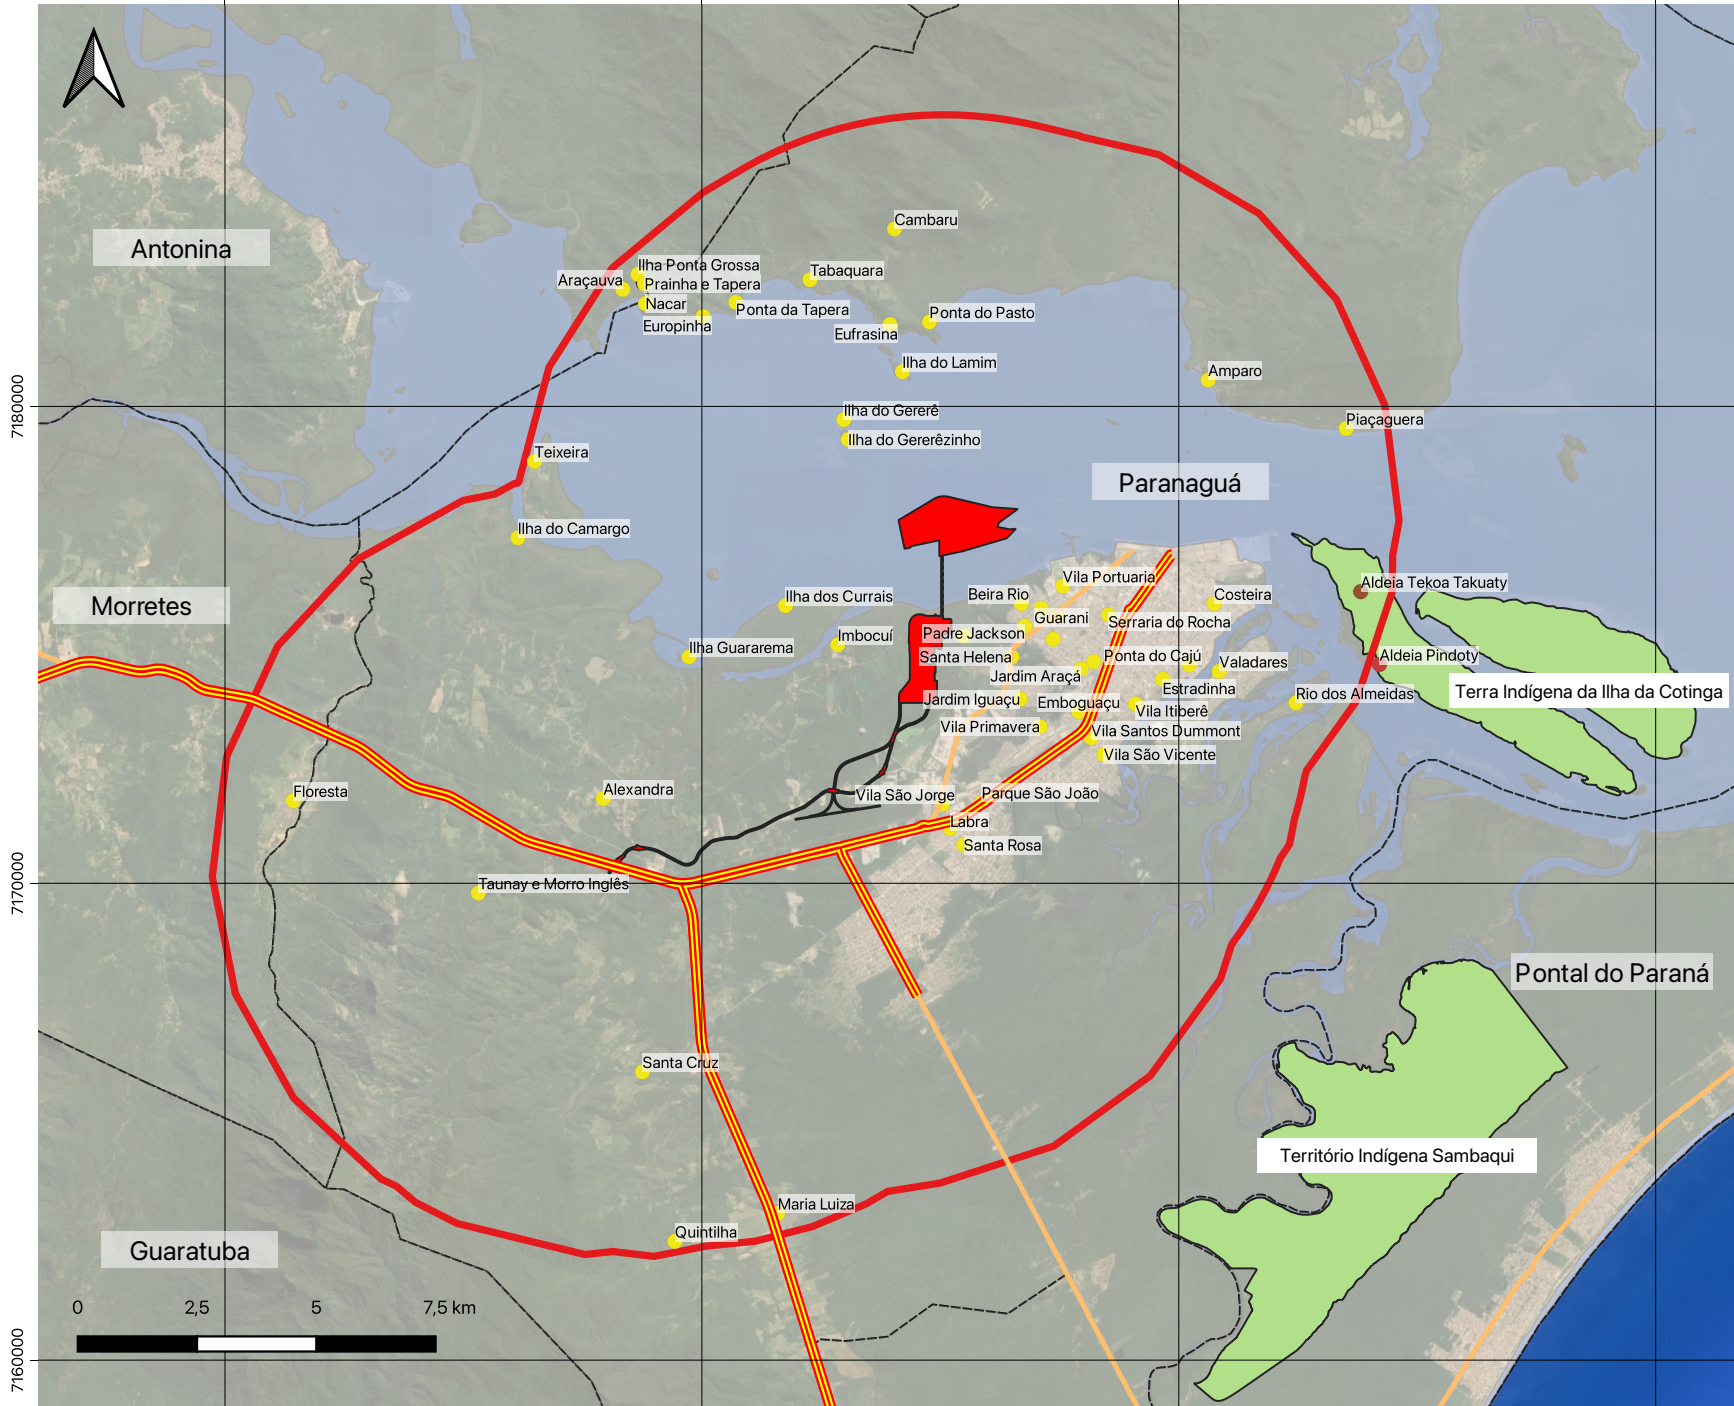 Cambaru
Antonina
Ilha Ponta Grossa
Tabaquara
Araçauva
Prainha e Tapera
Nacar
Ponta da Tapera
Ponta do Pasto
Europinha
Eufrasina
Ilha do Lamim
Amparo
7180000
Ilha do Gererê
Piaçaguera
Ilha do Gererêzinho
Teixeira
Paranaguá
Ilha do Camargo
Vila Portuaria
Aldeia Tekoa Takuaty
Morretes
Ilha dos Currais
Beira Rio
Costeira
Guarani
Serraria do Rocha
Imbocuí
Padre Jackson
Ilha Guararema
Santa Helena
Ponta do Cajú
Valadares
Aldeia Pindoty
Jardim Araçá
Estradinha
Terra Indígena da Ilha da Cotinga
Rio dos Almeidas
Jardim Iguaçu
Emboguaçu
Vila Itiberê
Vila Primavera
Vila Santos Dummont
Vila São Vicente
Floresta
Alexandra
Vila São Jorge
Parque São João
Labra
Santa Rosa
7170000
Taunay e Morro Inglês
Pontal do Paraná
Santa Cruz
Território Indígena Sambaqui
Maria Luiza
Quintilha
Guaratuba
0 2,5 5 7,5 km
7160000